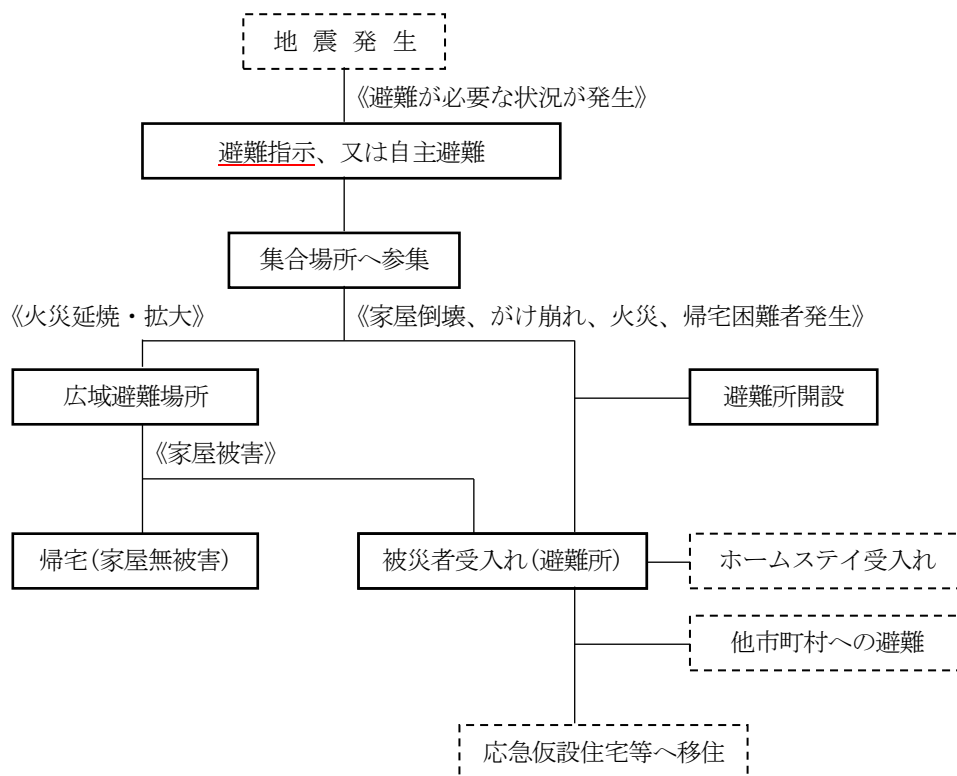 地 震 発 生
《避難が必要な状況が発生》
避難指示、又は自主避難
集合場所へ参集
《火災延焼・拡大》
《家屋倒壊、がけ崩れ、火災、帰宅困難者発生》
広域避難場所
避難所開設
《家屋被害》
帰宅(家屋無被害)
被災者受入れ(避難所)
ホームステイ受入れ
他市町村への避難
応急仮設住宅等へ移住